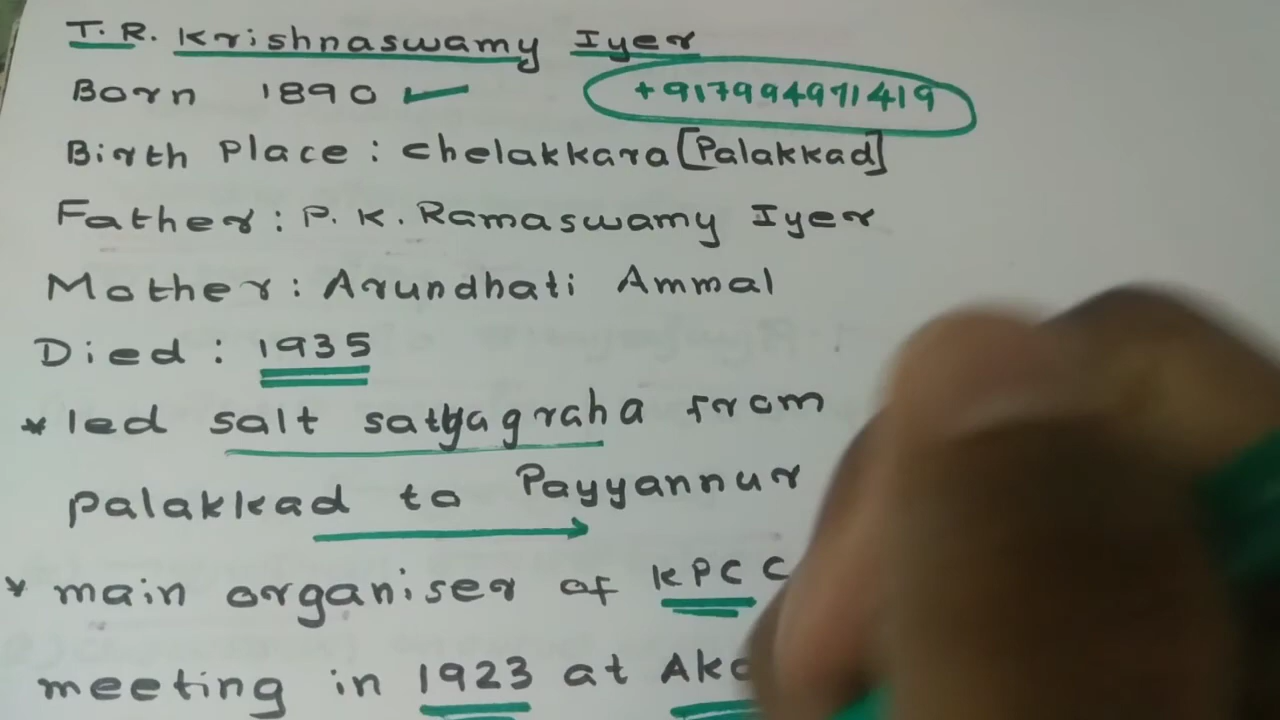 T. R. Krishnaswamy Iyer
Born 1890 +917994971419
Birth Place : Chelakkara [Palakkad]
Father : P. K. Ramaswamy Iyer
Mother : Arundhati Ammal
Died : 1935
* led salt satyagraha from
Palakkad to Payyannur
* main organiser of KPCC
meeting in 1923 at